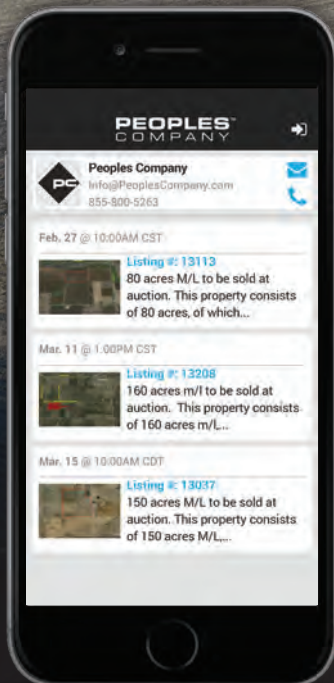 PEOPLES™
COMPANY
PC
Peoples Company
Info@PeoplesCompany.com
855-800-5263
Feb. 27 @ 10:00AM CST
Listing #: 13113
80 acres M/L to be sold at
auction. This property consists
of 80 acres, of which...
Mar. 11 @ 1:00PM CST
Listing #: 13208
160 acres m/l to be sold at
auction. This property consists
of 160 acres m/l,...
Mar. 15 @ 10:00AM CDT
Listing #: 13037
150 acres M/L to be sold at
auction. This property consists
of 150 acres M/L,...